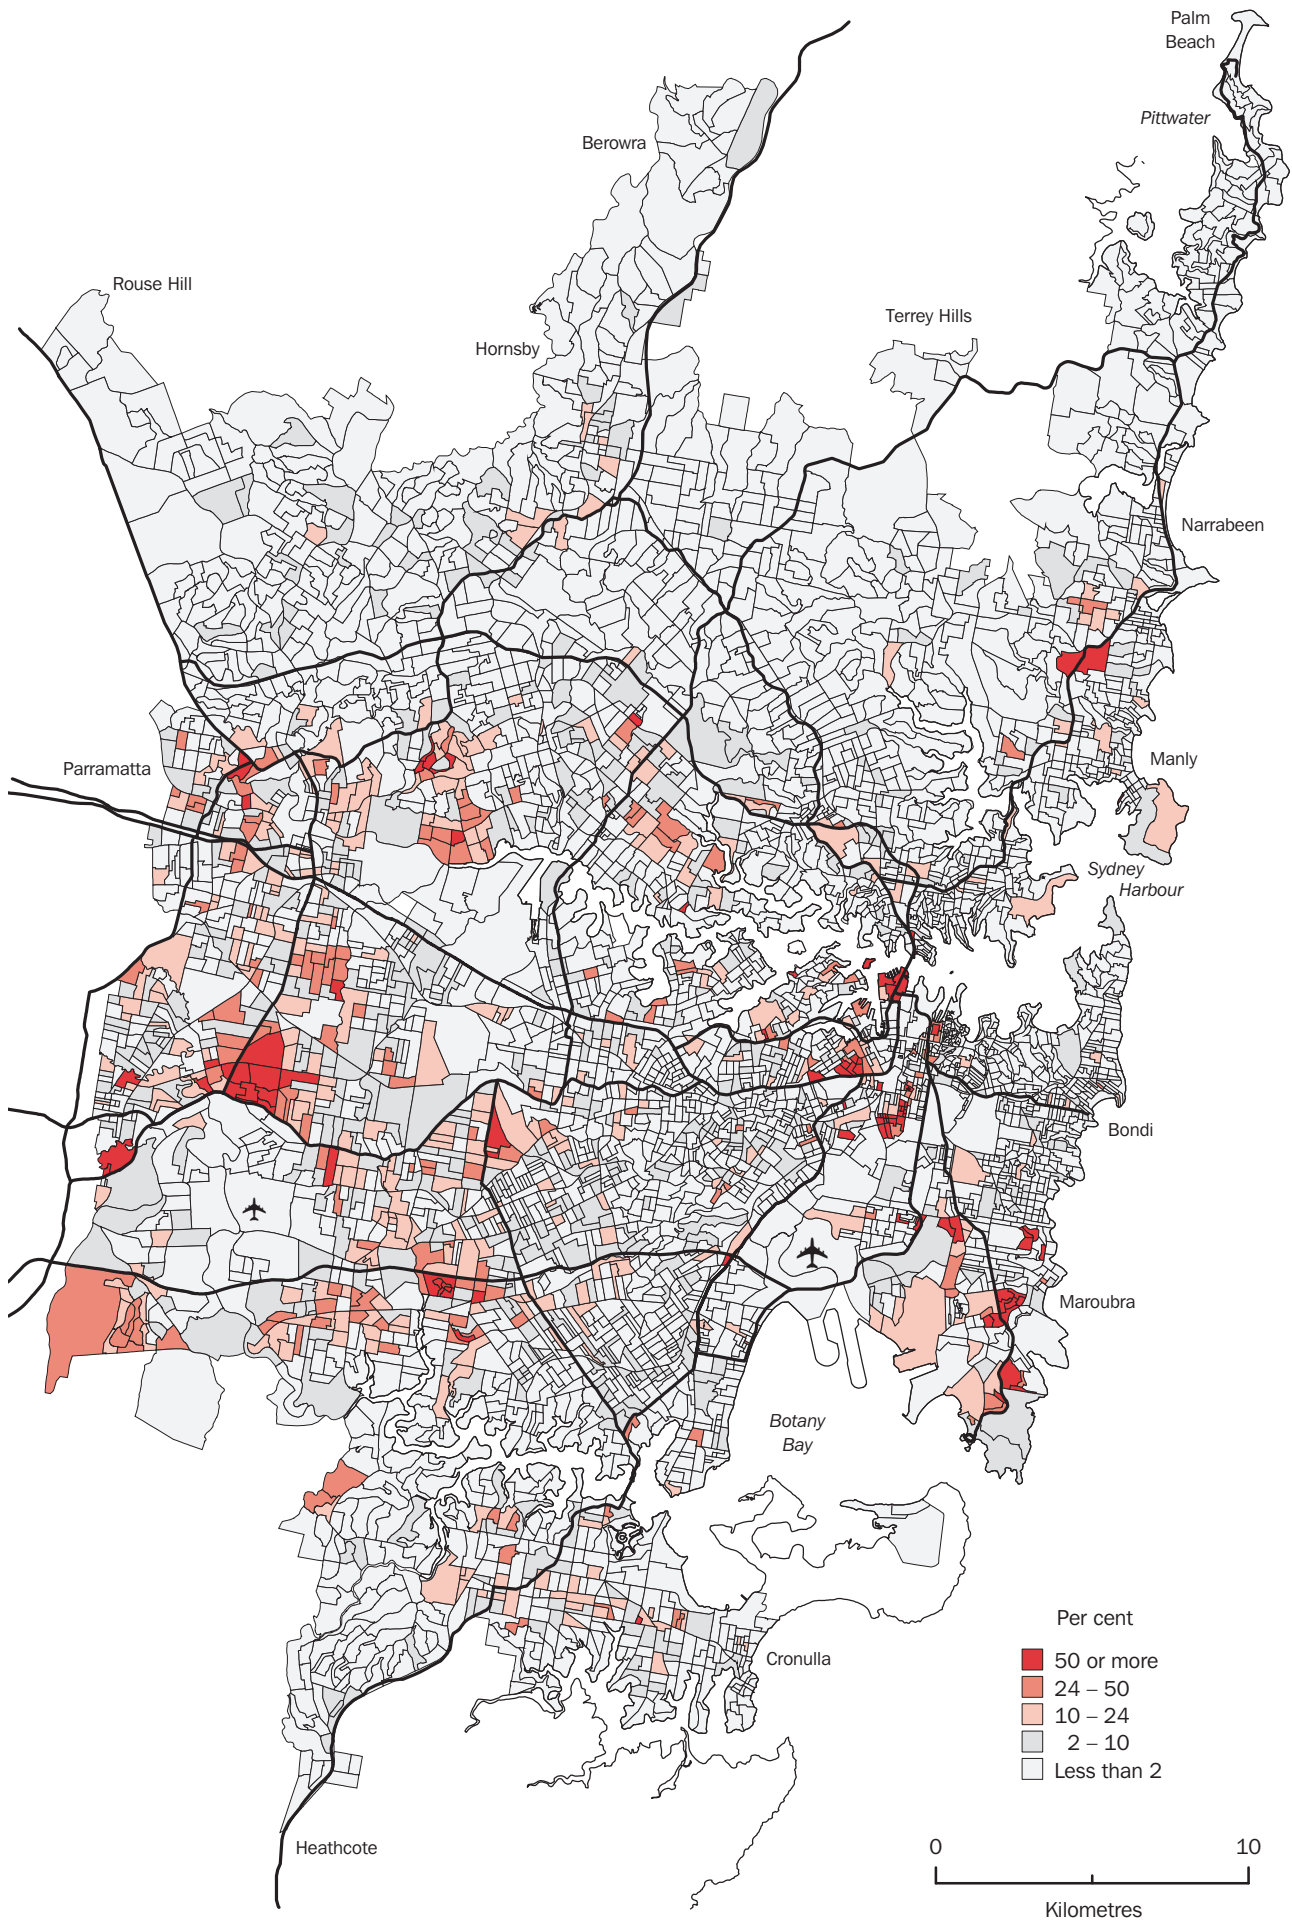 Palm
Beach
Pittwater
Berowra
Rouse Hill
Terrey Hills
Hornsby
Narrabeen
Manly
Parramatta
Sydney
Harbour
Bondi
Maroubra
Botany
Bay
Cronulla
Heathcote
Per cent
50 or more
24 – 50
10 – 24
2 – 10
Less than 2
0 10
Kilometres